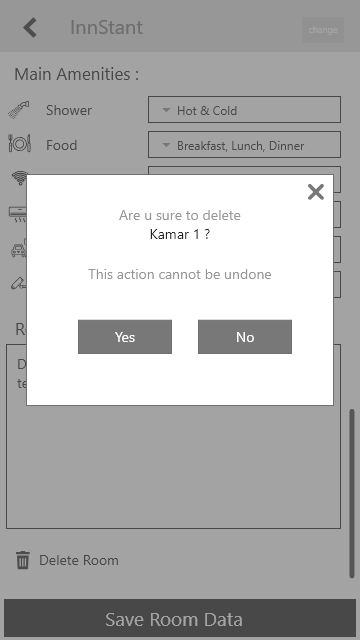 InnStant
change
Main Amenities :
Shower
Hot & Cold
Food
Breakfast, Lunch, Dinner
Are u sure to delete
Kamar 1 ?
This action cannot be undone
Yes
No
Delete Room
Save Room Data